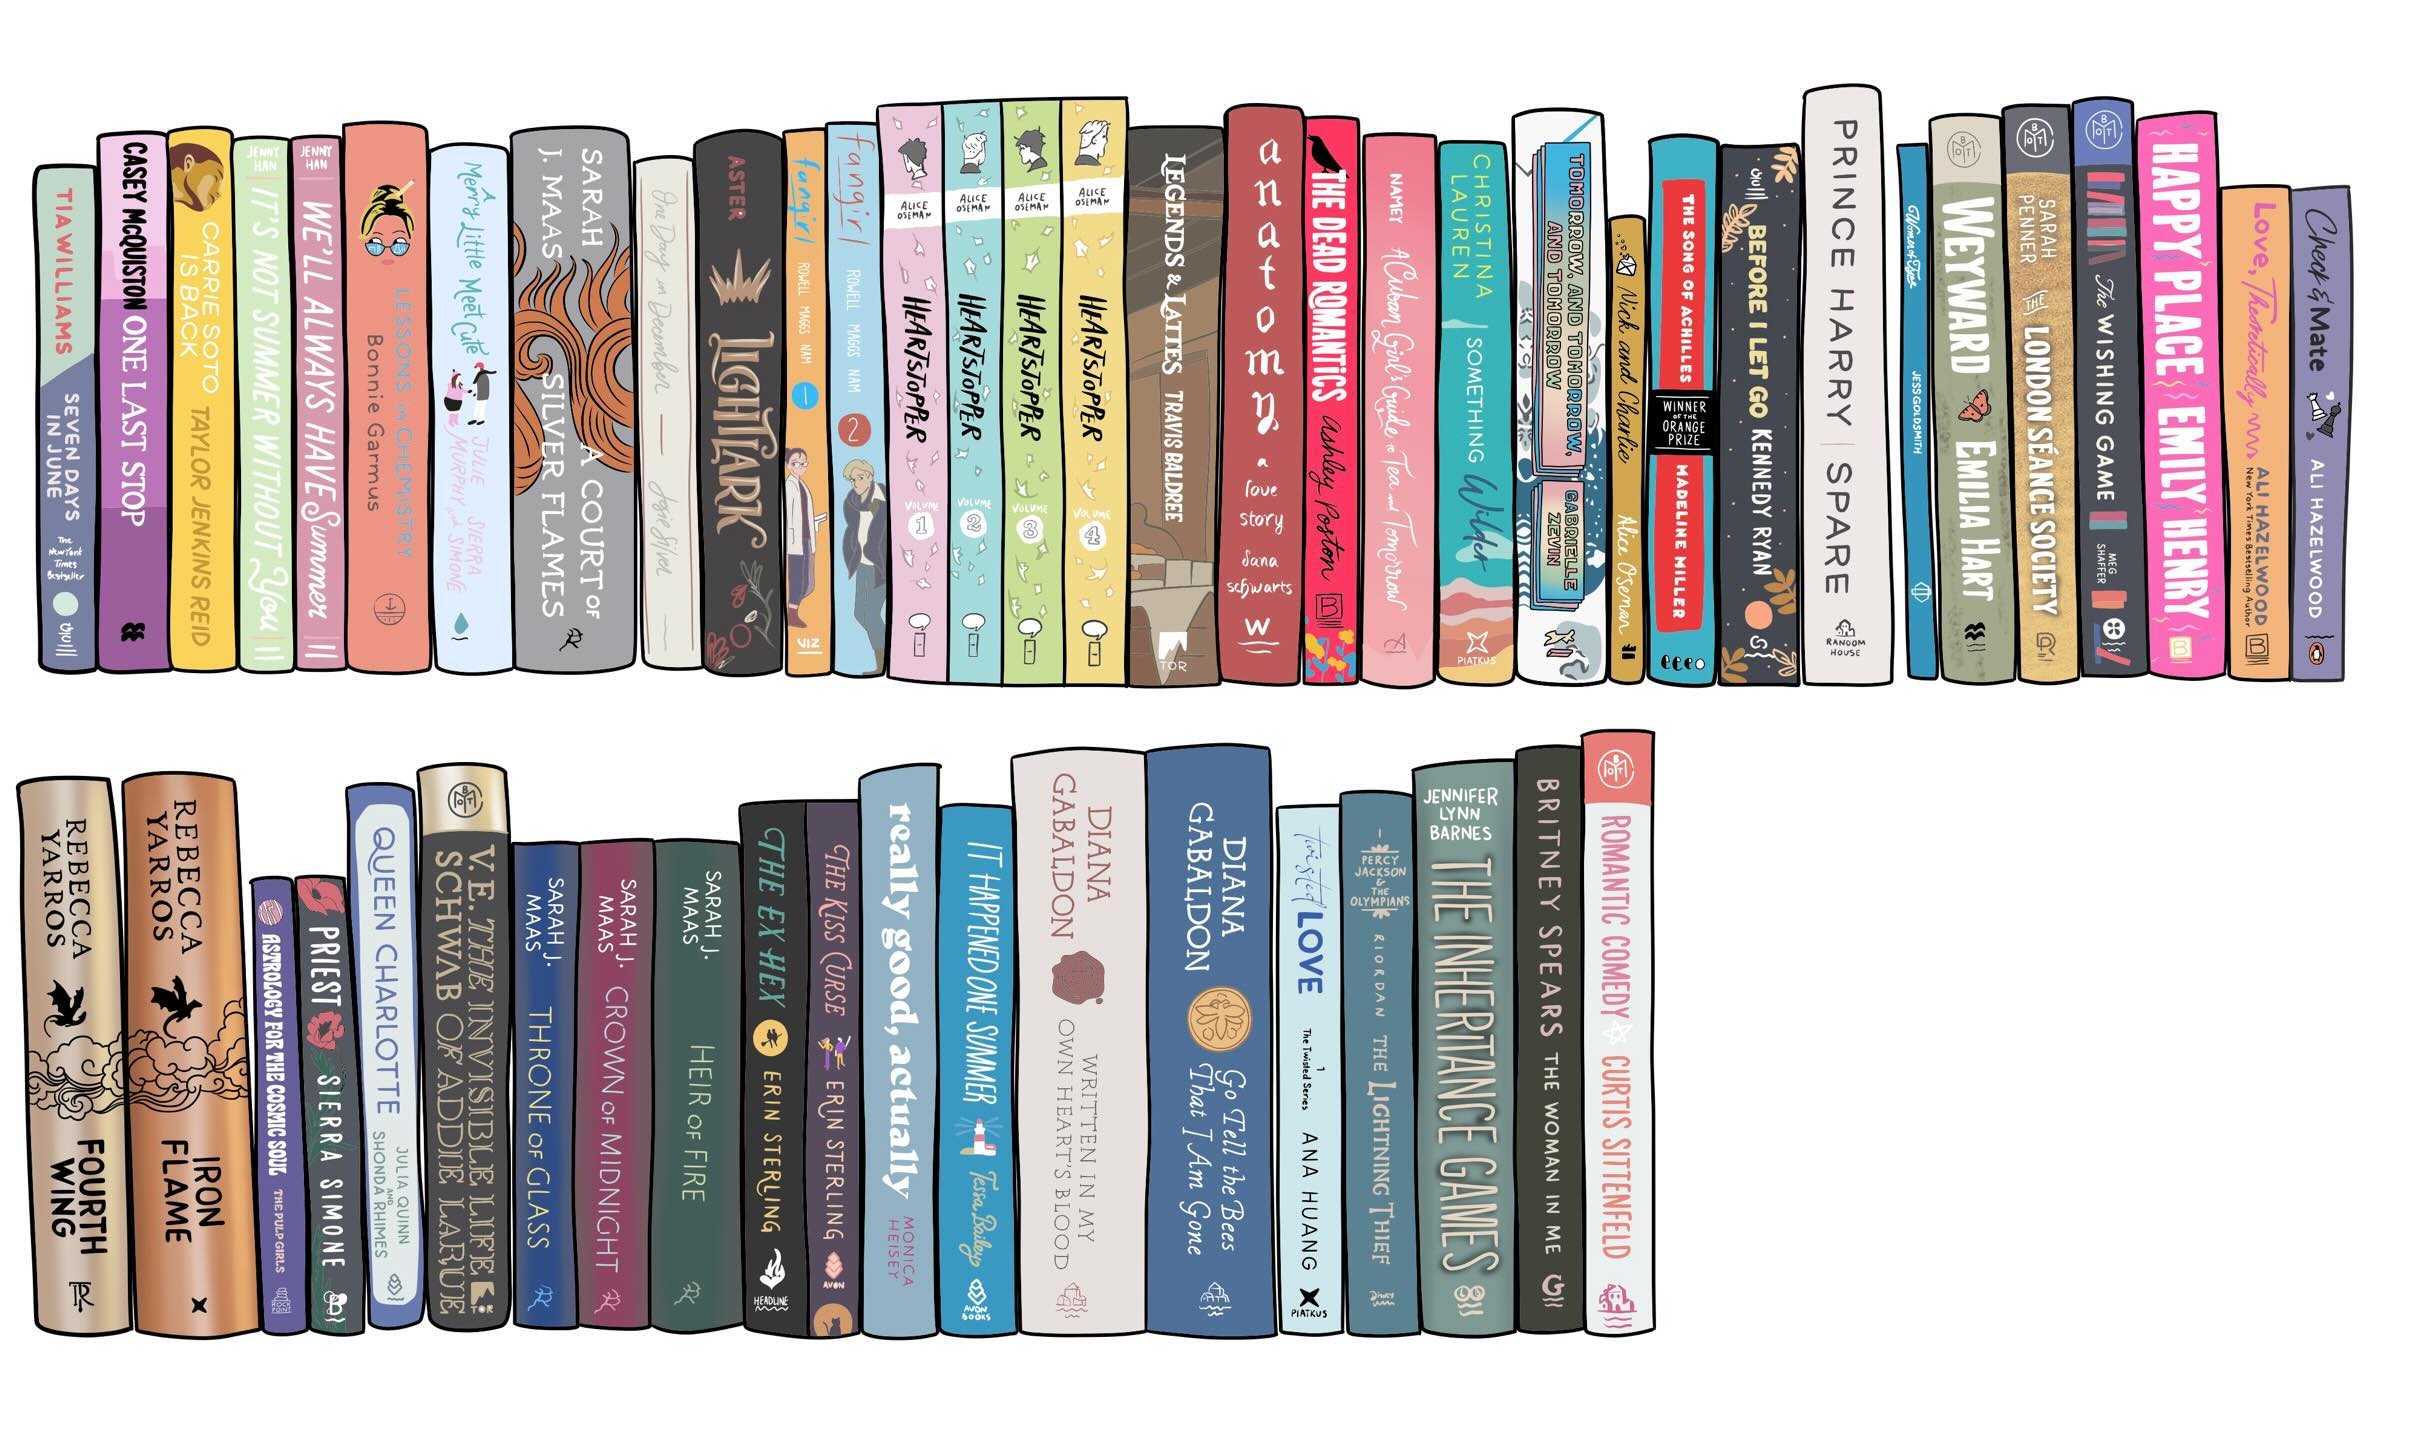 TIA WILLIAMS
SEVEN DAYS
IN JUNE
The
New York
Times
Bestseller
CASEY McQUISTON ONE LAST STOP
CARRIE SOTO
IS BACK
TAYLOR JENKINS REID
JENNY
HAN
IT'S NOT SUMMER WITHOUT You
JENNY
HAN
WE'LL ALWAYS HAVE Summer
LESSONS in CHEMISTRY
Bonnie Garmus
A
Merry Little Meet Cute
JULIE
MURPHY and
SIERRA
SIMONE
SARAH
J. MAAS
A COURT OF
SILVER FLAMES
One Day in December — Josie Silver
ASTER
LIGHTLARK
fangirl
ROWELL MAGGS NAM
1
VIZ
fangirl
ROWELL MAGGS NAM
2
ALICE
OSEMAN
HEARTSTOPPER
VOLUME
1
ALICE
OSEMAN
HEARTSTOPPER
VOLUME
2
ALICE
OSEMAN
HEARTSTOPPER
VOLUME
3
ALICE
OSEMAN
HEARTSTOPPER
VOLUME
4
LEGENDS & LATTES TRAVIS BALDREE
TOR
anatomy
a
love
story
dana
schwarts
W
THE DEAD ROMANTICS Ashley Poston
NAMEY A Cuban Girl's Guide to Tea and Tomorrow
CHRISTINA
LAUREN
SOMETHING Wilder
PIATKUS
TOMORROW, AND TOMORROW,
AND TOMORROW
GABRIELLE
ZEVIN
Nick and Charlie Alice Oseman
THE SONG OF ACHILLES
WINNER
OF THE
ORANGE
PRIZE
MADELINE MILLER
BEFORE I LET GO KENNEDY RYAN
PRINCE HARRY | SPARE
RANDOM
HOUSE
JESS GOLDSMITH
BOTM
WEYWARD EMILIA HART
BOTM
SARAH
PENNER
LONDON SÉANCE SOCIETY
BOTM
The WISHING GAME
MEG
SHAFFER
HAPPY PLACE EMILY HENRY
Love, Theoretically
ALI HAZELWOOD
New York Times Bestselling Author
Check & Mate
ALI HAZELWOOD
REBECCA
YARROS
FOURTH
WING
REBECCA
YARROS
IRON
FLAME
ASTROLOGY FOR THE COSMIC SOUL THE PULP GIRLS
ROCK
POINT
PRIEST SIERRA SIMONE
QUEEN CHARLOTTE
JULIA QUINN
AND
SHONDA RHIMES
BOTM
V.E. THE INVISIBLE LIFE
SCHWAB OF ADDIE LARUE
TOR
SARAH J.
MAAS
THRONE OF GLASS
SARAH J.
MAAS
CROWN OF MIDNIGHT
SARAH J.
MAAS
HEIR OF FIRE
THE EX HEX ERIN STERLING
HEADLINE
THE KISS CURSE ERIN STERLING
AVON
really good, actually
MONICA
HEISEY
IT HAPPENED ONE SUMMER
Tessa Bailey
AVON
BOOKS
DIANA
GABALDON
WRITTEN IN MY
OWN HEART'S BLOOD
DIANA
GABALDON
Go Tell the Bees
That I Am Gone
Twisted LOVE
1
The Twisted Series
ANA HUANG
PIATKUS
PERCY
JACKSON
&
THE
OLYMPIANS
RIORDAN THE LIGHTNING THIEF
JENNIFER
LYNN
BARNES
THE INHERTANCE GAMES
BRITNEY SPEARS THE WOMAN IN ME
BOTM
ROMANTIC COMEDY CURTIS SITTENFELD